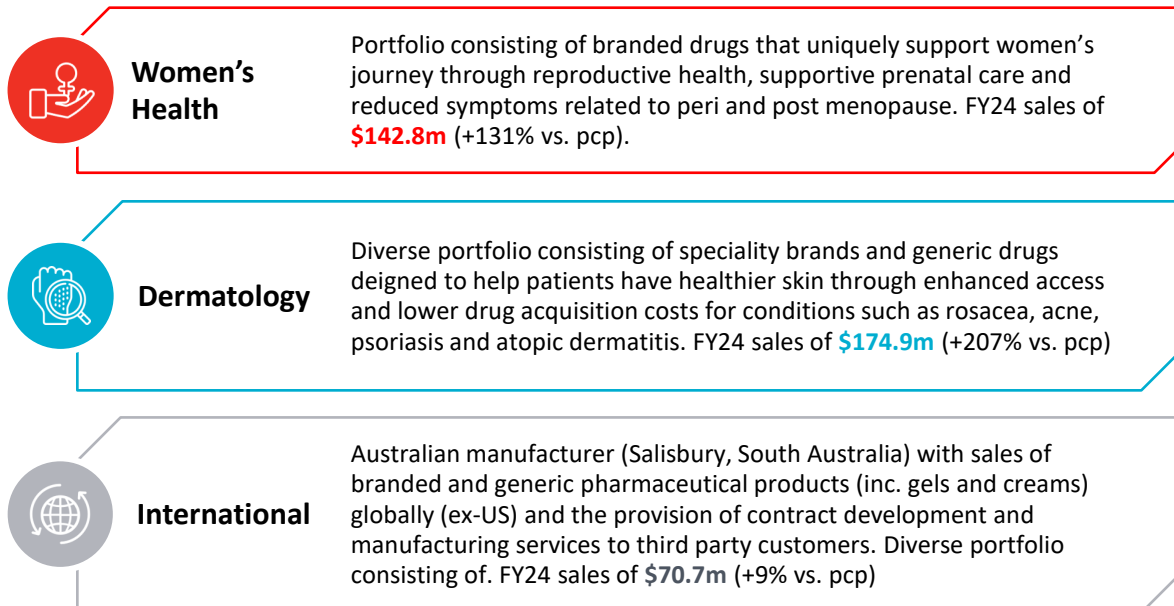 Women’s
Health
Portfolio consisting of branded drugs that uniquely support women’s
journey through reproductive health, supportive prenatal care and
reduced symptoms related to peri and post menopause. FY24 sales of
$142.8m (+131% vs. pcp).
Dermatology
Diverse portfolio consisting of speciality brands and generic drugs
deigned to help patients have healthier skin through enhanced access
and lower drug acquisition costs for conditions such as rosacea, acne,
psoriasis and atopic dermatitis. FY24 sales of $174.9m (+207% vs. pcp)
International
Australian manufacturer (Salisbury, South Australia) with sales of
branded and generic pharmaceutical products (inc. gels and creams)
globally (ex-US) and the provision of contract development and
manufacturing services to third party customers. Diverse portfolio
consisting of. FY24 sales of $70.7m (+9% vs. pcp)